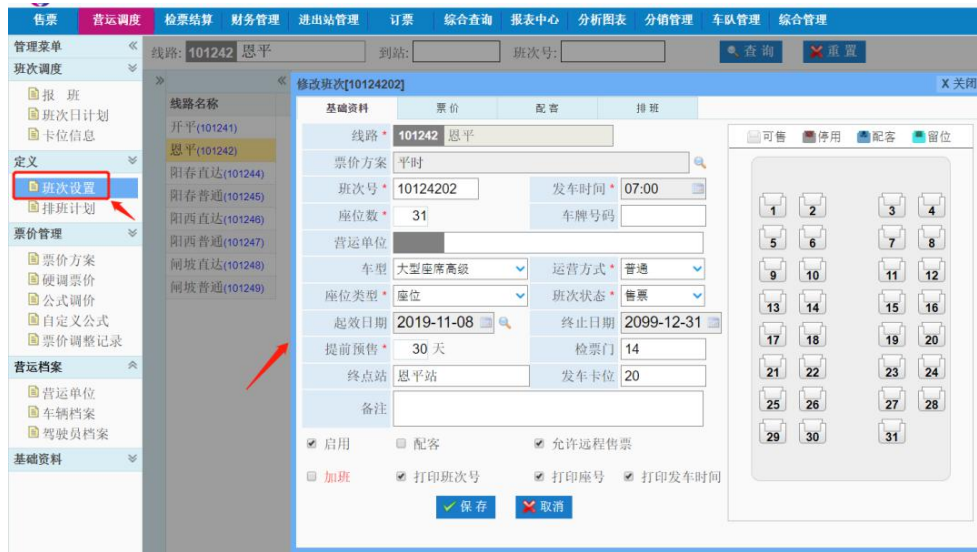 售票 营运调度 检票结算 财务管理 进出站管理 订票 综合查询 报表中心 分析图表 分销管理 车队管理 综合管理
管理菜单
线路: 101242 恩平 到站: 班次号: 查询 重置
班次调度
报 班
班次日计划
卡位信息
定义
班次设置
排班计划
票价管理
票价方案
硬调票价
公式调价
自定义公式
票价调整记录
营运档案
营运单位
车辆档案
驾驶员档案
基础资料
线路名称
开平(101241)
恩平(101242)
阳春直达(101244)
阳春普通(101245)
阳西直达(101246)
阳西普通(101247)
闸坡直达(101248)
闸坡普通(101249)
修改班次[10124202] X 关闭
基础资料 票价 配客 排班
线路* 101242 恩平
票价方案 平时
班次号* 10124202 发车时间* 07:00
座位数* 31 车牌号码
营运单位
车型 大型座席高级 运营方式* 普通
座位类型* 座位 班次状态* 售票
起效日期 2019-11-08 终止日期 2099-12-31
提前预售* 30 天 检票门 14
终点站 恩平站 发车卡位 20
备注
启用 配客 允许远程售票
加班 打印班次号 打印座号 打印发车时间
保存 取消
可售 停用 配客 留位
1 2 3 4
5 6 7 8
9 10 11 12
13 14 15 16
17 18 19 20
21 22 23 24
25 26 27 28
29 30 31